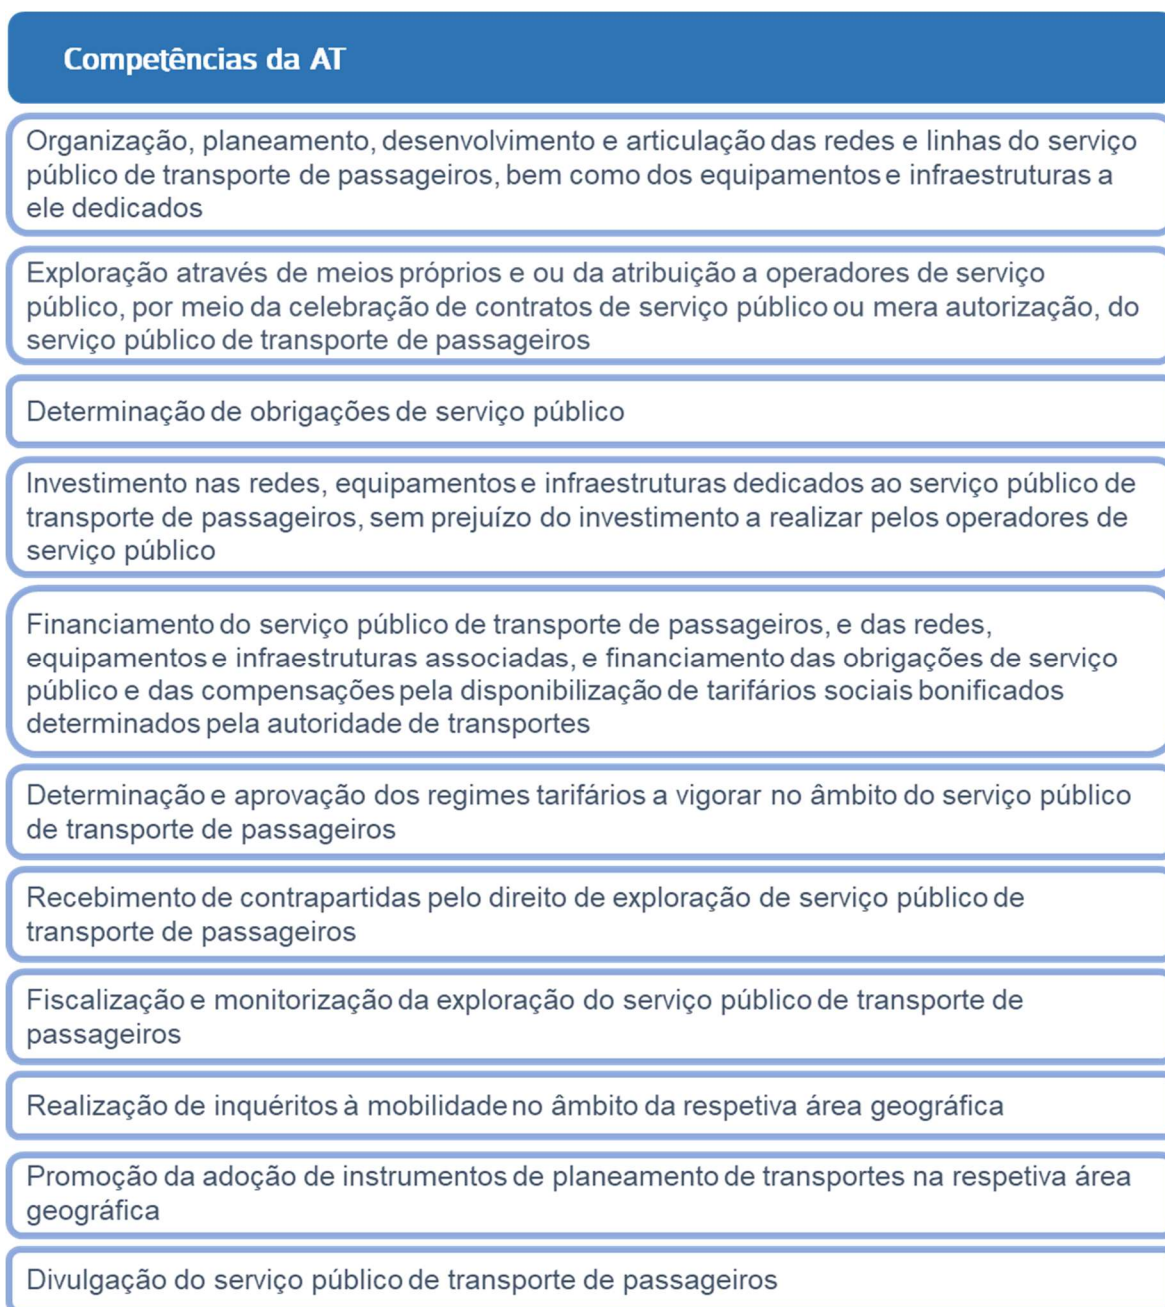 Competências da AT
Organização, planeamento, desenvolvimento e articulação das redes e linhas do serviço
público de transporte de passageiros, bem como dos equipamentos e infraestruturas a
ele dedicados
Exploração através de meios próprios e ou da atribuição a operadores de serviço
público, por meio da celebração de contratos de serviço público ou mera autorização, do
serviço público de transporte de passageiros
Determinação de obrigações de serviço público
Investimento nas redes, equipamentos e infraestruturas dedicados ao serviço público de
transporte de passageiros, sem prejuízo do investimento a realizar pelos operadores de
serviço público
Financiamento do serviço público de transporte de passageiros, e das redes,
equipamentos e infraestruturas associadas, e financiamento das obrigações de serviço
público e das compensações pela disponibilização de tarifários sociais bonificados
determinados pela autoridade de transportes
Determinação e aprovação dos regimes tarifários a vigorar no âmbito do serviço público
de transporte de passageiros
Recebimento de contrapartidas pelo direito de exploração de serviço público de
transporte de passageiros
Fiscalização e monitorização da exploração do serviço público de transporte de
passageiros
Realização de inquéritos à mobilidade no âmbito da respetiva área geográfica
Promoção da adoção de instrumentos de planeamento de transportes na respetiva área
geográfica
Divulgação do serviço público de transporte de passageiros